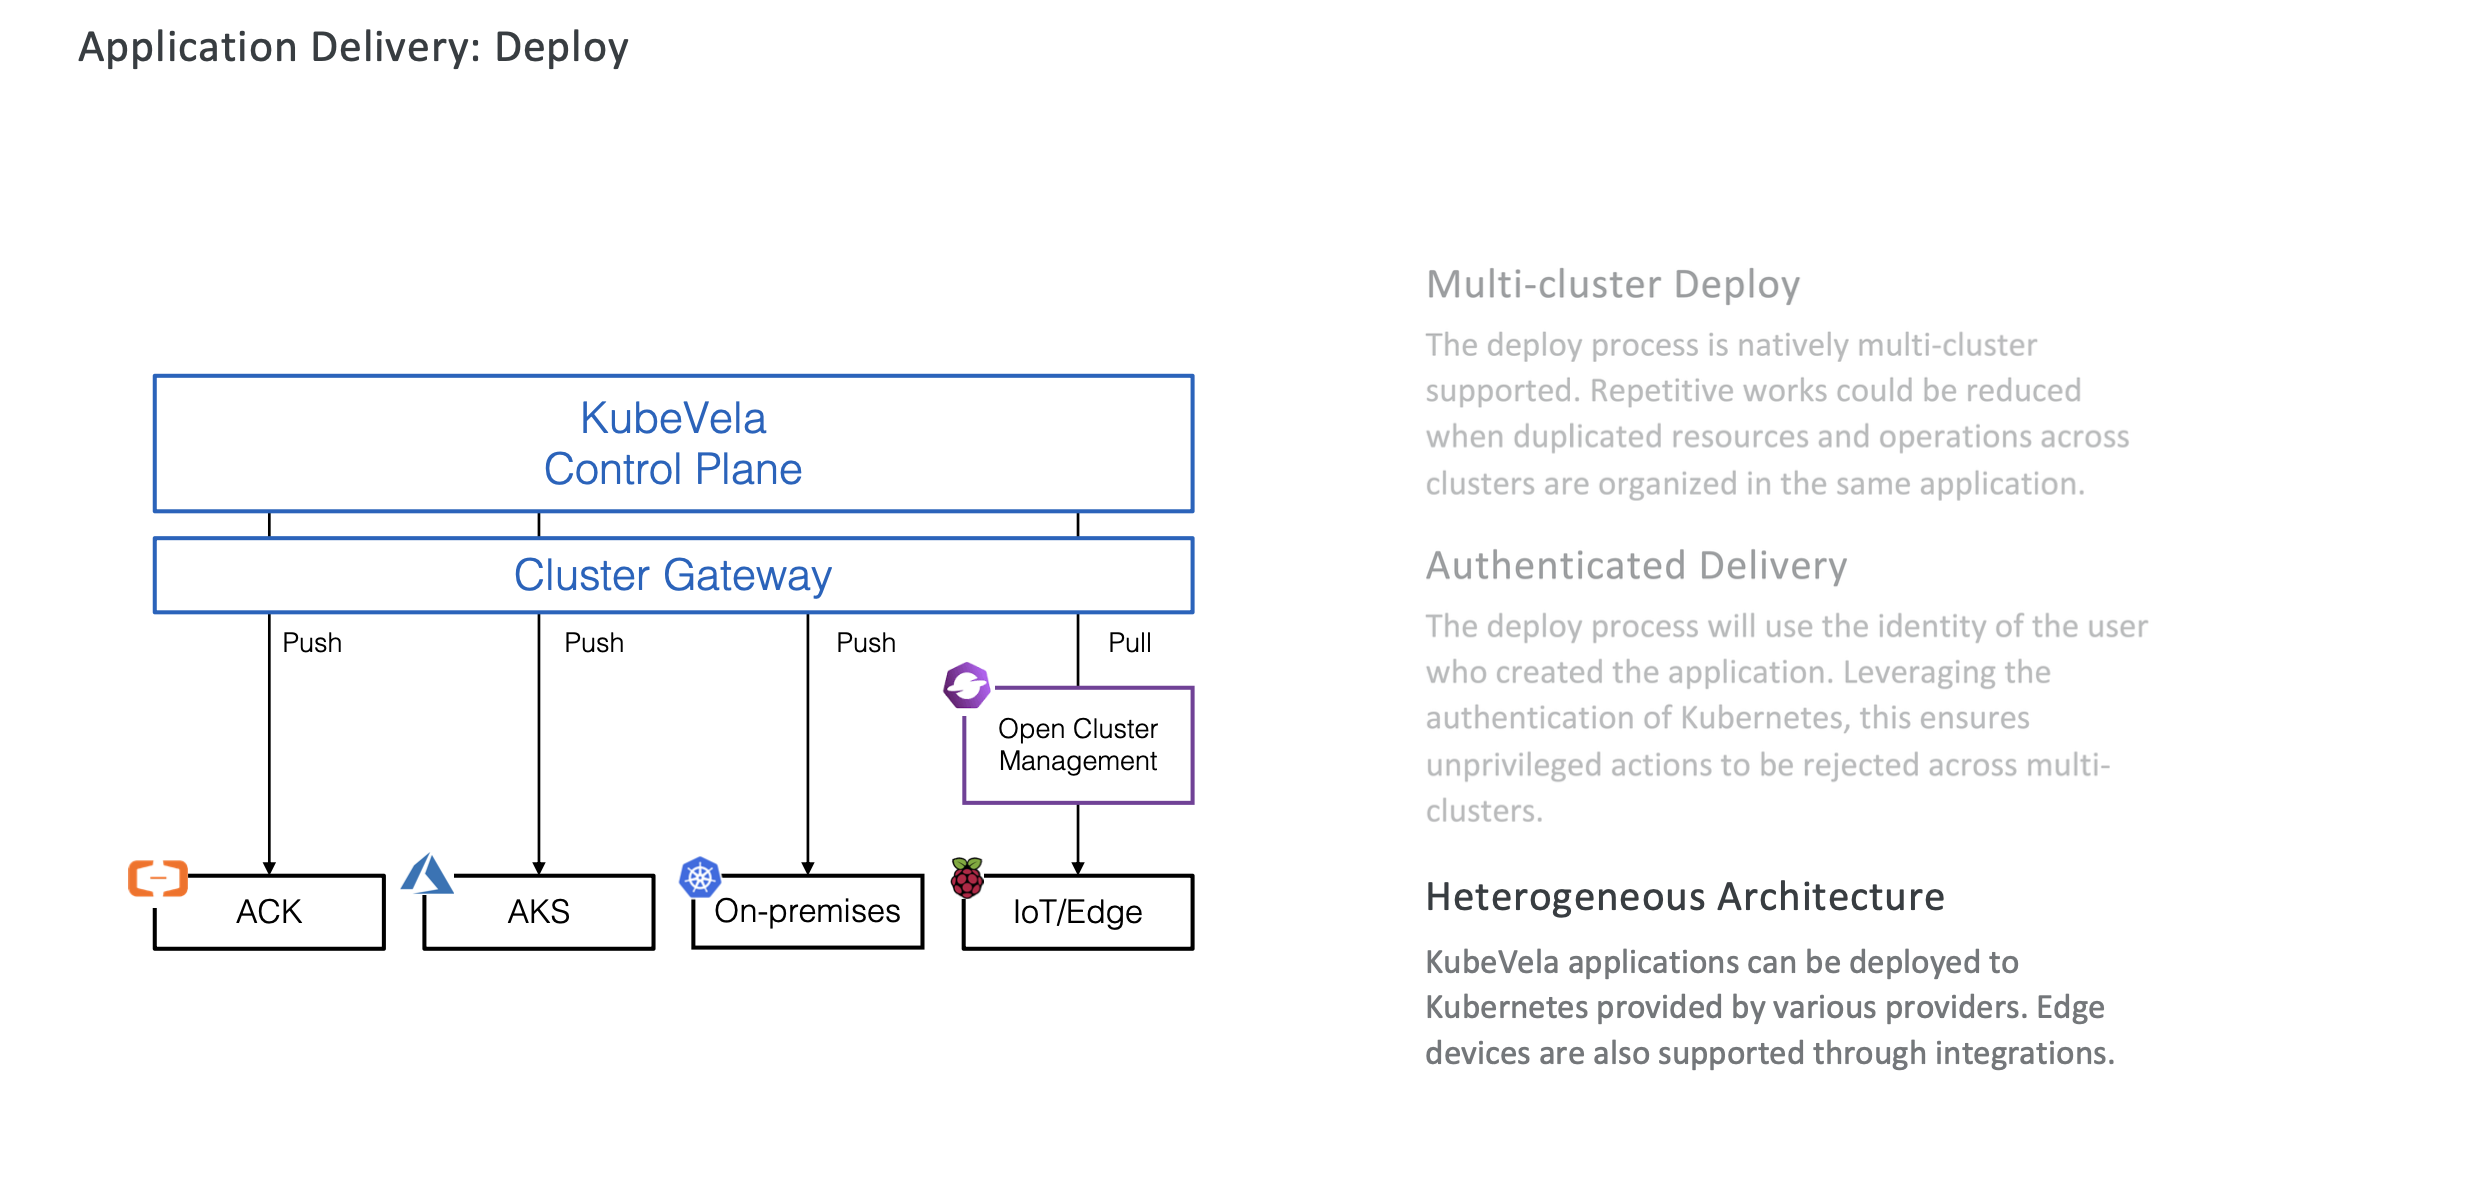 Application Delivery: Deploy
KubeVela
Control Plane
Cluster Gateway
Push
Push
Push
Pull
Open Cluster
Management
ACK
AKS
On-premises
IoT/Edge
Multi-cluster Deploy
The deploy process is natively multi-cluster
supported. Repetitive works could be reduced
when duplicated resources and operations across
clusters are organized in the same application.
Authenticated Delivery
The deploy process will use the identity of the user
who created the application. Leveraging the
authentication of Kubernetes, this ensures
unprivileged actions to be rejected across multi-
clusters.
Heterogeneous Architecture
KubeVela applications can be deployed to
Kubernetes provided by various providers. Edge
devices are also supported through integrations.